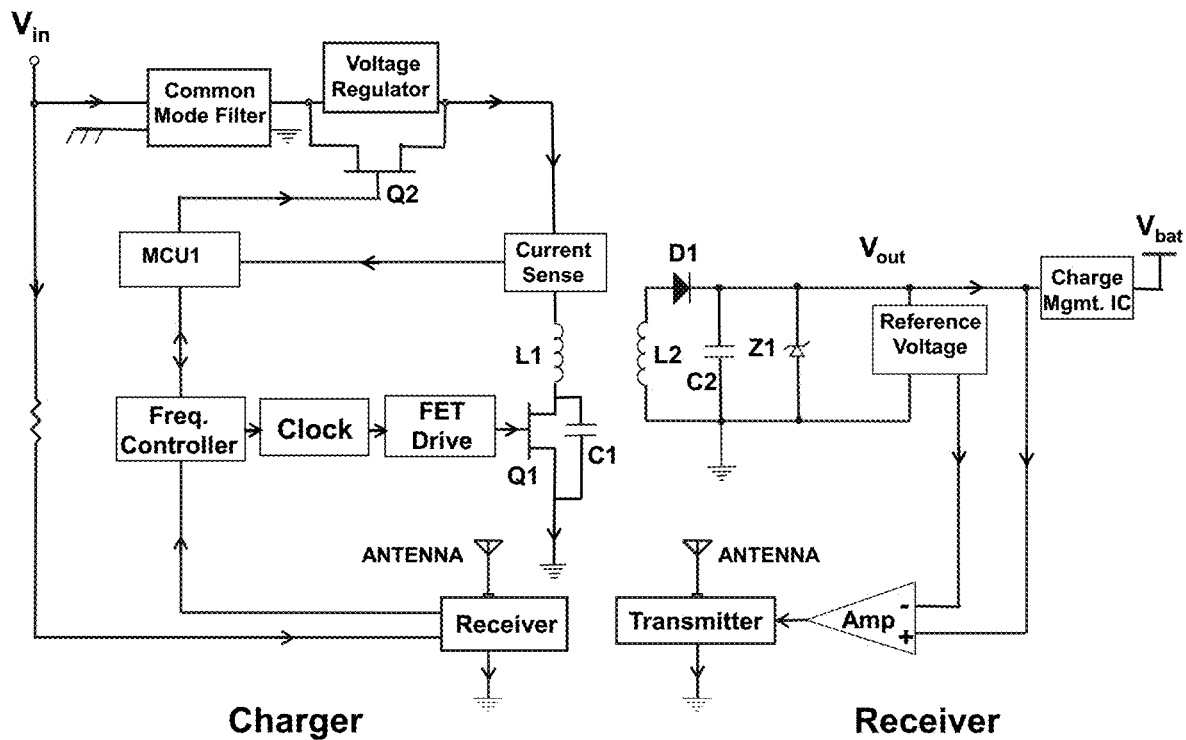 Vin
Voltage
Regulator
Common
Mode Filter
Q2
MCU1
Current
Sense
D1
Vout
Vbat
Charge
Mgmt. IC
Reference
Voltage
L1
L2
C2
Z1
Freq.
Controller
Clock
FET
Drive
Q1
C1
ANTENNA
ANTENNA
Receiver
Transmitter
Amp
-
+
Charger
Receiver